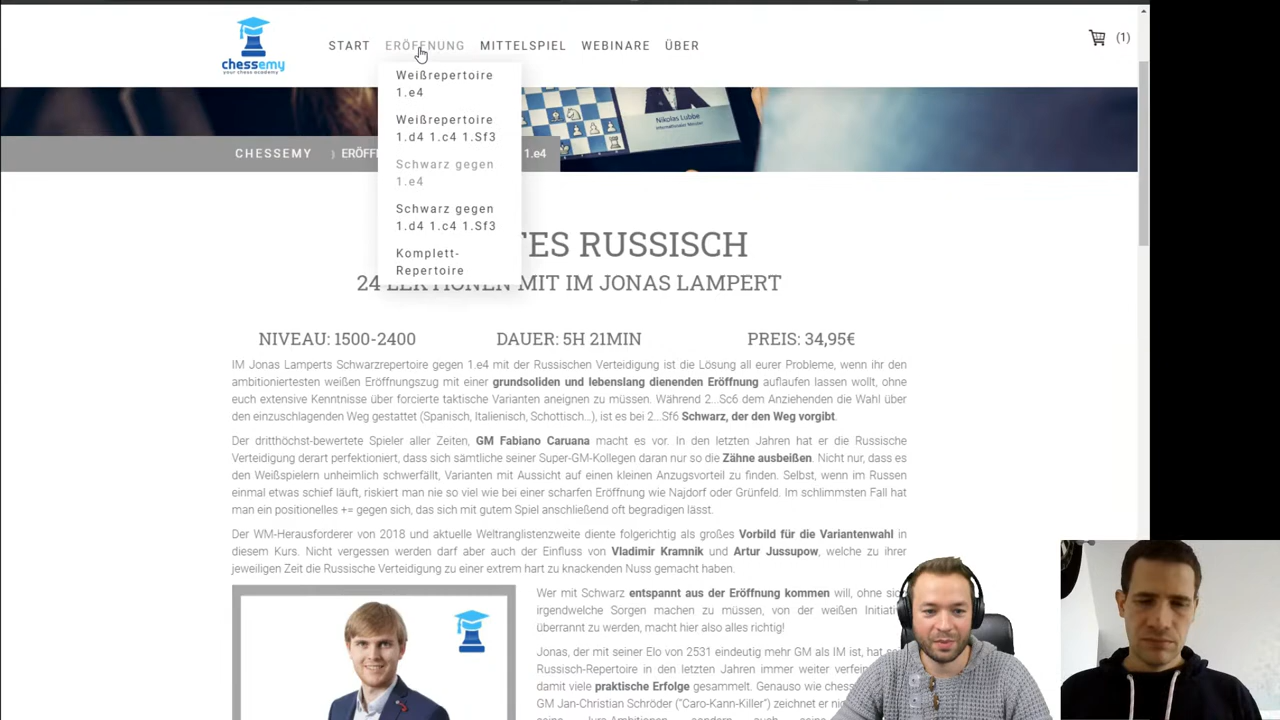 chessemy
your chess academy
START ERÖFFNUNG MITTELSPIEL WEBINARE ÜBER
(1)
Weißrepertoire
1.e4
Weißrepertoire
1.d4 1.c4 1.Sf3
Schwarz gegen
1.e4
Schwarz gegen
1.d4 1.c4 1.Sf3
Komplett-
Repertoire
Nikolas Lubbe
Internationaler Meister
CHESSEMY
1.e4
RUSSISCH
24 LEKTIONEN MIT IM JONAS LAMPERT
NIVEAU: 1500-2400 DAUER: 5H 21MIN PREIS: 34,95€
IM Jonas Lamperts Schwarzrepertoire gegen 1.e4 mit der Russischen Verteidigung ist die Lösung all eurer Probleme, wenn ihr den
ambitioniertesten weißen Eröffnungszug mit einer grundsoliden und lebenslang dienenden Eröffnung auflaufen lassen wollt, ohne
euch extensive Kenntnisse über forcierte taktische Varianten aneignen zu müssen. Während 2...Sc6 dem Anziehenden die Wahl über
den einzuschlagenden Weg gestattet (Spanisch, Italienisch, Schottisch…), ist es bei 2...Sf6 Schwarz, der den Weg vorgibt.
Der dritthöchst-bewertete Spieler aller Zeiten, GM Fabiano Caruana macht es vor. In den letzten Jahren hat er die Russische
Verteidigung derart perfektioniert, dass sich sämtliche seiner Super-GM-Kollegen daran nur so die Zähne ausbeißen. Nicht nur, dass es
den Weißspielern unheimlich schwerfällt, Varianten mit Aussicht auf einen kleinen Anzugsvorteil zu finden. Selbst, wenn im Russen
einmal etwas schief läuft, riskiert man nie so viel wie bei einer scharfen Eröffnung wie Najdorf oder Grünfeld. Im schlimmsten Fall hat
man ein positionelles += gegen sich, das sich mit gutem Spiel anschließend oft begradigen lässt.
Der WM-Herausforderer von 2018 und aktuelle Weltranglistenzweite diente folgerichtig als großes Vorbild für die Variantenwahl in
diesem Kurs. Nicht vergessen werden darf aber auch der Einfluss von Vladimir Kramnik und Artur Jussupow, welche zu ihrer
jeweiligen Zeit die Russische Verteidigung zu einer extrem hart zu knackenden Nuss gemacht haben.
Wer mit Schwarz entspannt aus der Eröffnung kommen will, ohne sich
irgendwelche Sorgen machen zu müssen, von der weißen Initiativ
überrannt zu werden, macht hier also alles richtig!
Jonas, der mit seiner Elo von 2531 eindeutig mehr GM als IM ist, hat
Russisch-Repertoire in den letzten Jahren immer weiter verfein
damit viele praktische Erfolge gesammelt. Genauso wie chess
GM Jan-Christian Schröder ("Caro-Kann-Killer") zeichnet er